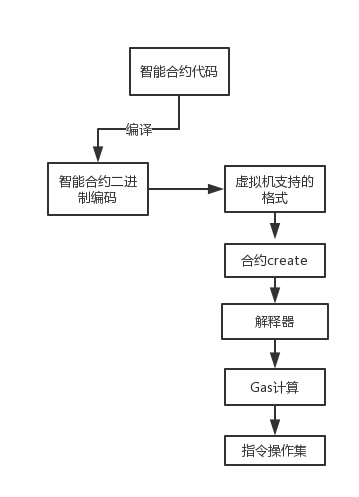 智能合约代码
编译
智能合约二进
制编码
虚拟机支持的
格式
合约create
解释器
Gas计算
指令操作集